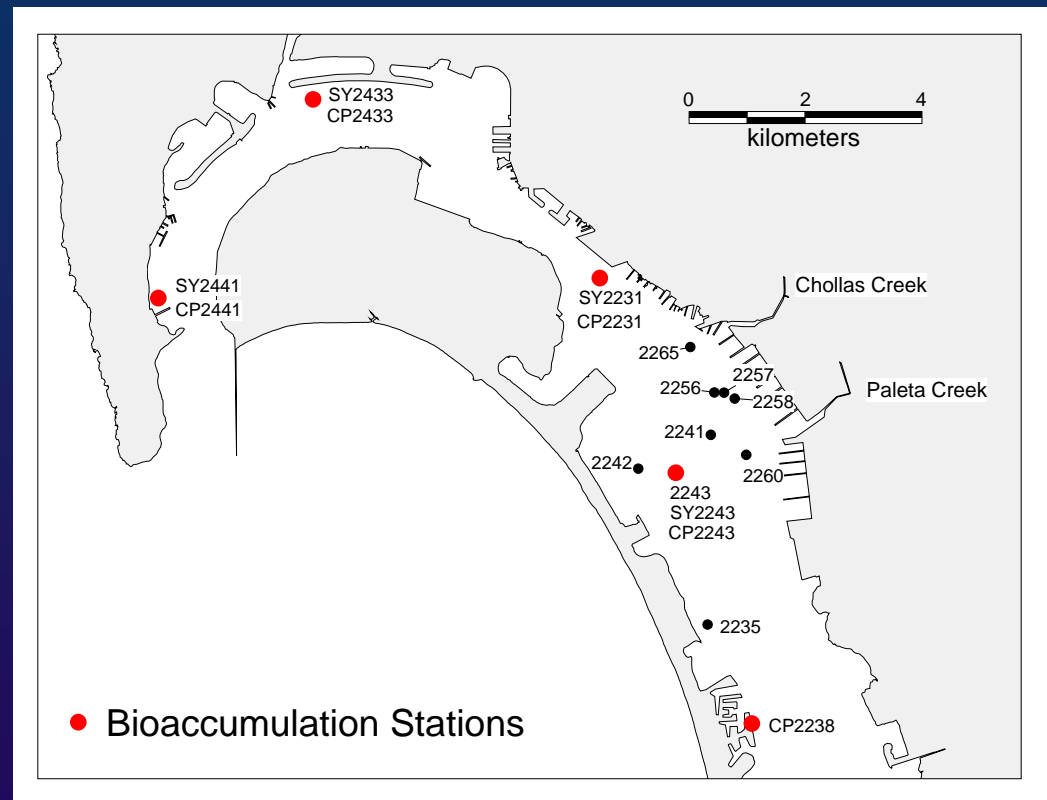 SY2433
CP2433
0 2 4
kilometers
SY2441
CP2441
Chollas Creek
SY2231
CP2231
2265
2257
2256
2258
Paleta Creek
2241
2242
2260
2243
SY2243
CP2243
2235
Bioaccumulation Stations
CP2238